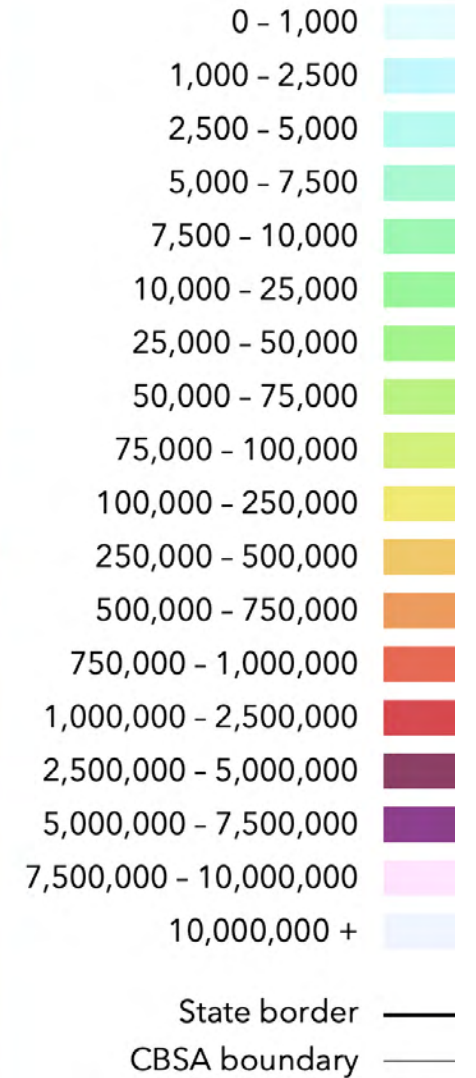 0 – 1,000
1,000 – 2,500
2,500 – 5,000
5,000 – 7,500
7,500 – 10,000
10,000 – 25,000
25,000 – 50,000
50,000 – 75,000
75,000 – 100,000
100,000 – 250,000
250,000 – 500,000
500,000 – 750,000
750,000 – 1,000,000
1,000,000 – 2,500,000
2,500,000 – 5,000,000
5,000,000 – 7,500,000
7,500,000 – 10,000,000
10,000,000 +
State border
CBSA boundary